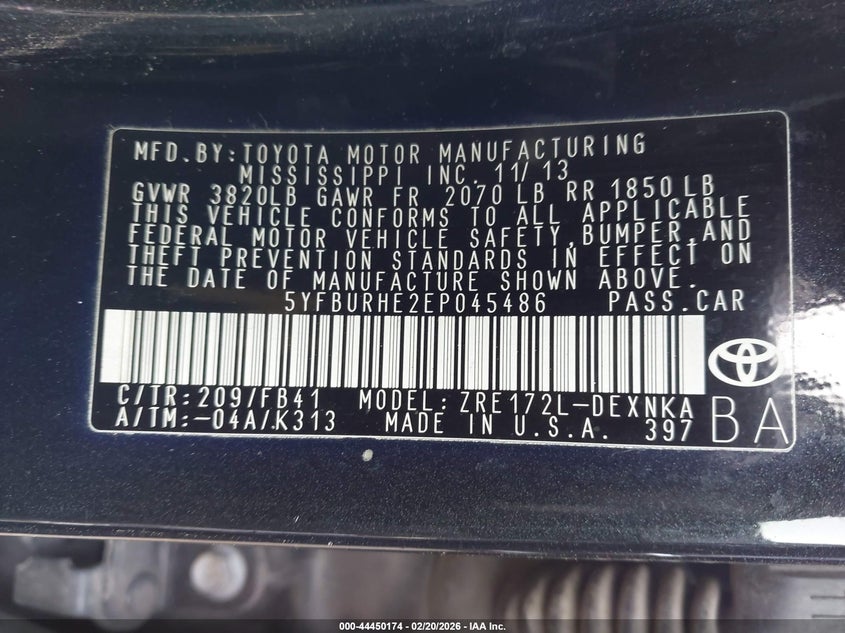 MFD.BY:TOYOTA MOTOR MANUFACTURING
MISSISSIPPI INC. 11/13
GVWR 3820LB GAWR FR 2070 LB RR 1850 LB
THIS VEHICLE CONFORMS TO ALL APPLICABLE
FEDERAL MOTOR VEHICLE SAFETY,BUMPER,AND
THEFT PREVENTION STANDARDS IN EFFECT ON
THE DATE OF MANUFACTURE SHOWN ABOVE.
5YFBURHE2EP045486 PASS.CAR
C/TR:209/FB41 MODEL:ZRE172L-DEXNKA
A/TM:-04A/K313 MADE IN U.S.A. 397 BA
000-44450174 - 02/20/2026 - IAA Inc.